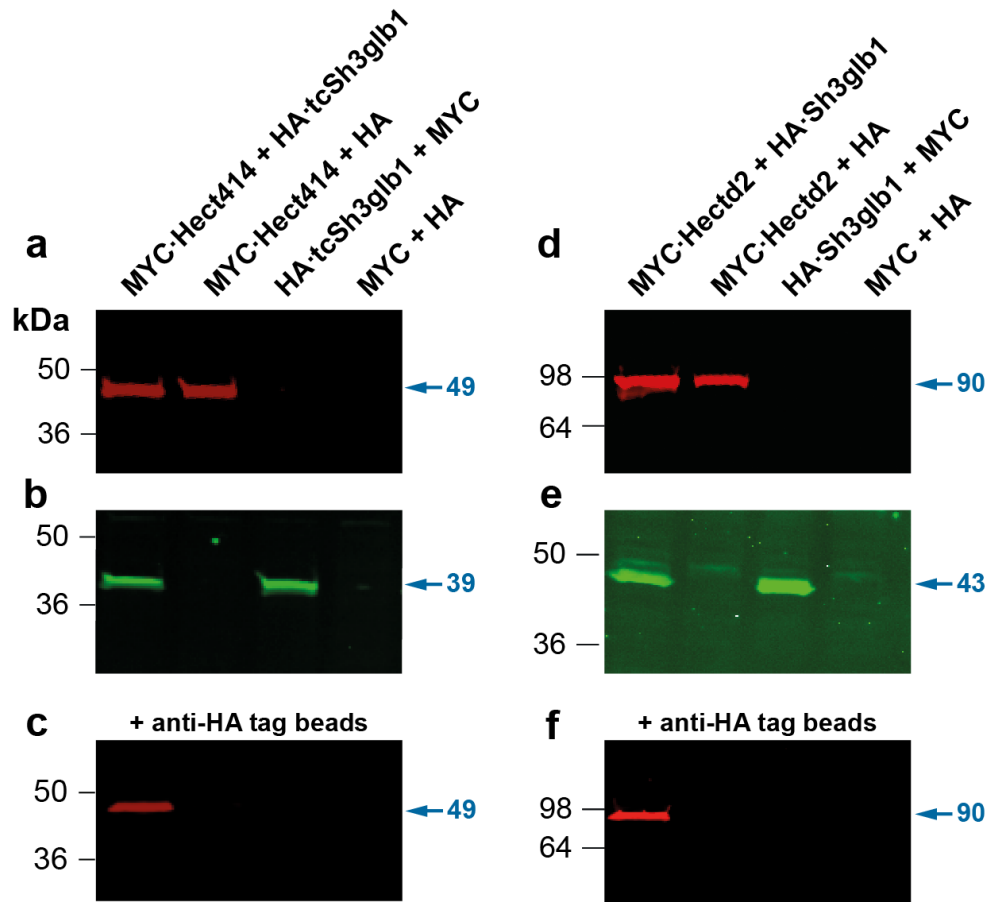 a
MYC·Hect414 + HA·tcSh3glb1
MYC·Hect414 + HA
HA·tcSh3glb1 + MYC
MYC + HA
kDa
50
36
49
b
50
36
39
c
+ anti-HA tag beads
50
36
49
d
MYC·Hectd2 + HA·Sh3glb1
MYC·Hectd2 + HA
HA·Sh3glb1 + MYC
MYC + HA
98
64
90
e
50
36
43
f
+ anti-HA tag beads
98
64
90